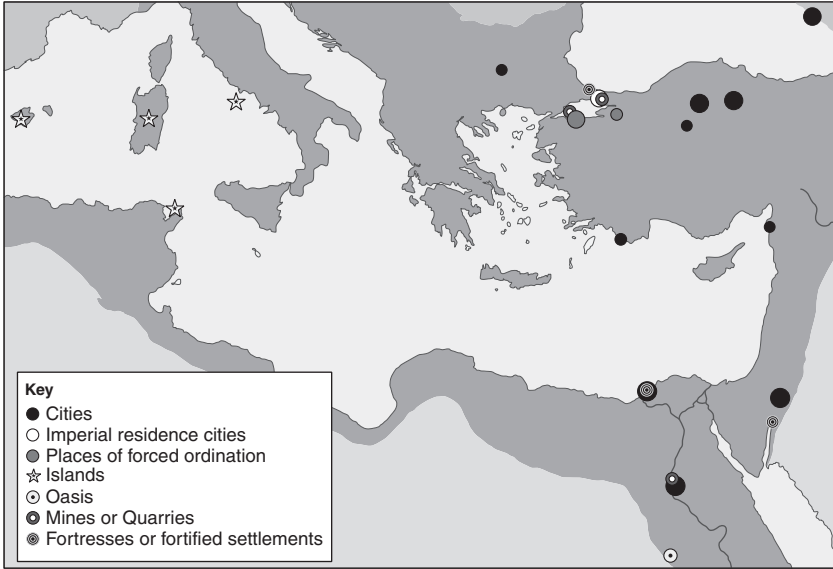 Key
Cities
Imperial residence cities
Places of forced ordination
Islands
Oasis
Mines or Quarries
Fortresses or fortified settlements